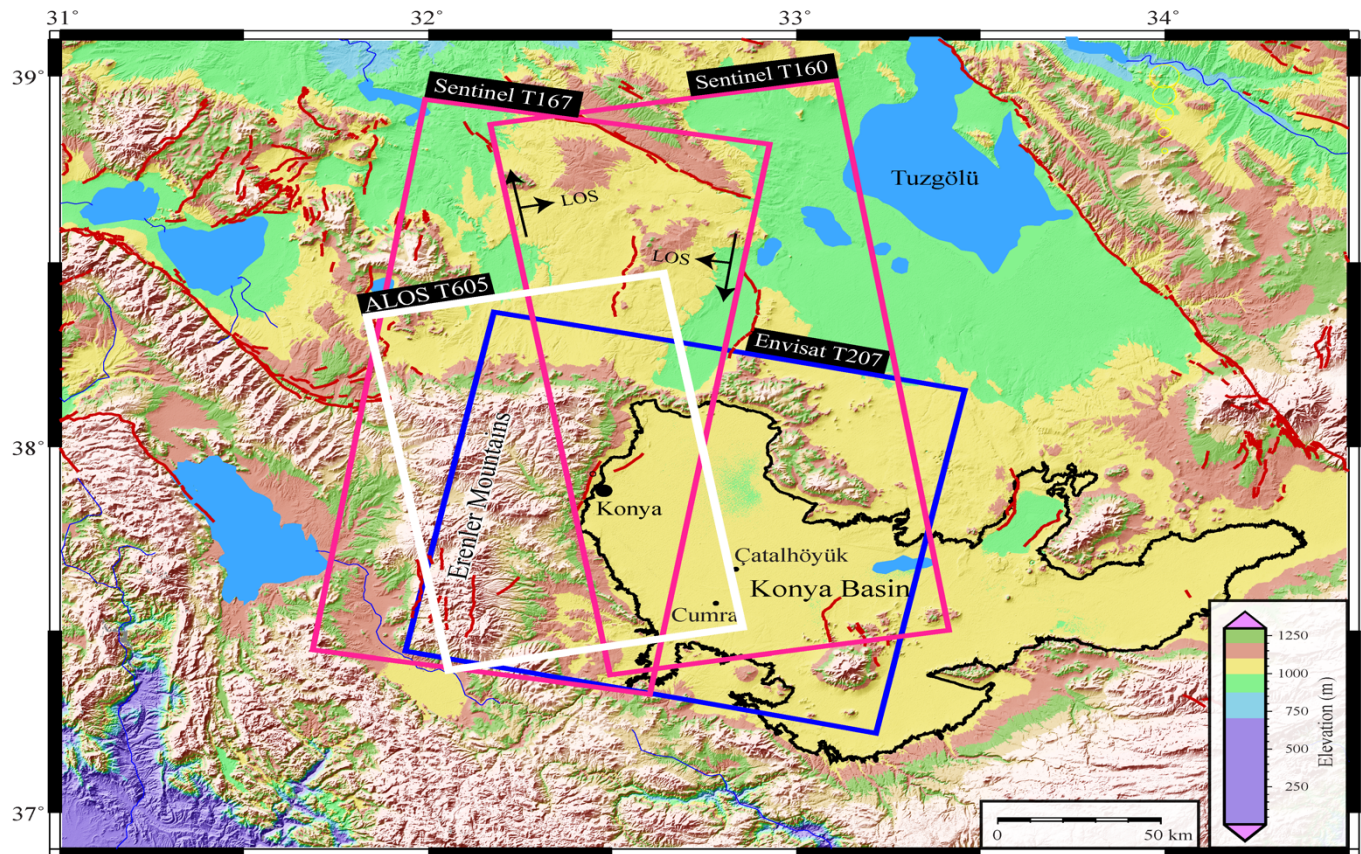 31° 32° 33° 34°
39°
38°
37°
Sentinel T167
Sentinel T160
Tuzgölü
LOS
LOS
ALOS T605
Envisat T207
Erenler Mountains
Konya
Çatalhöyük
Konya Basin
Cumra
1250
1000
750
500
250
Elevation (m)
0 50 km